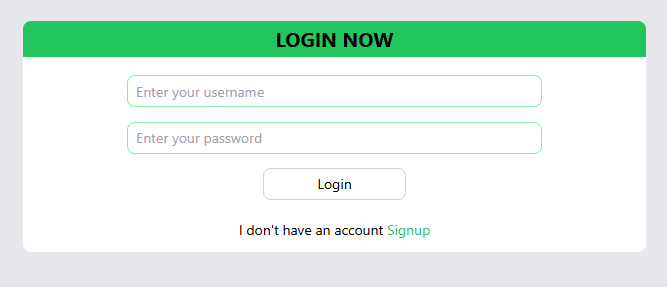 LOGIN NOW
Enter your username
Enter your password
Login
I don't have an account Signup